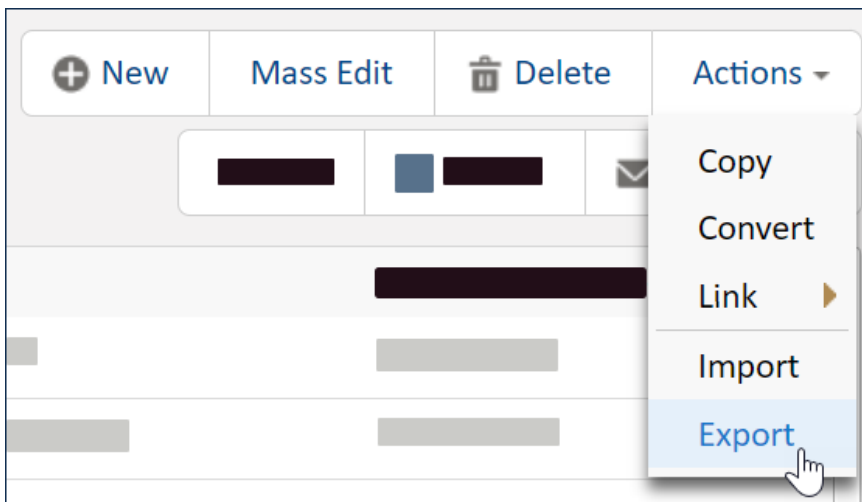 New Mass Edit Delete Actions
Copy
Convert
Link
Import
Export